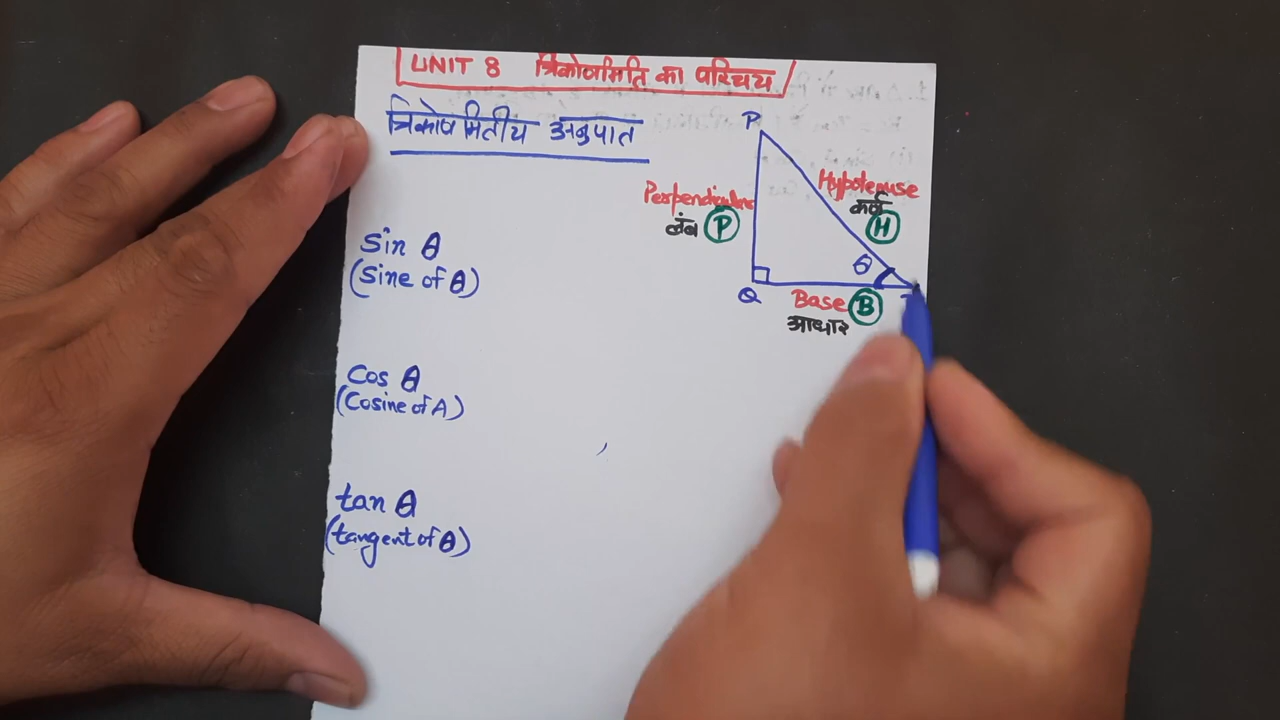 UNIT 8 त्रिकोणमिति का परिचय
त्रिकोणमितीय अनुपात
P
Perpendicular
लंब P
Hypotenuse
कर्ण
H
θ
Q
Base B
आधार
sin θ
(Sine of θ)
Cos θ
(Cosine of A)
tan θ
(tangent of θ)